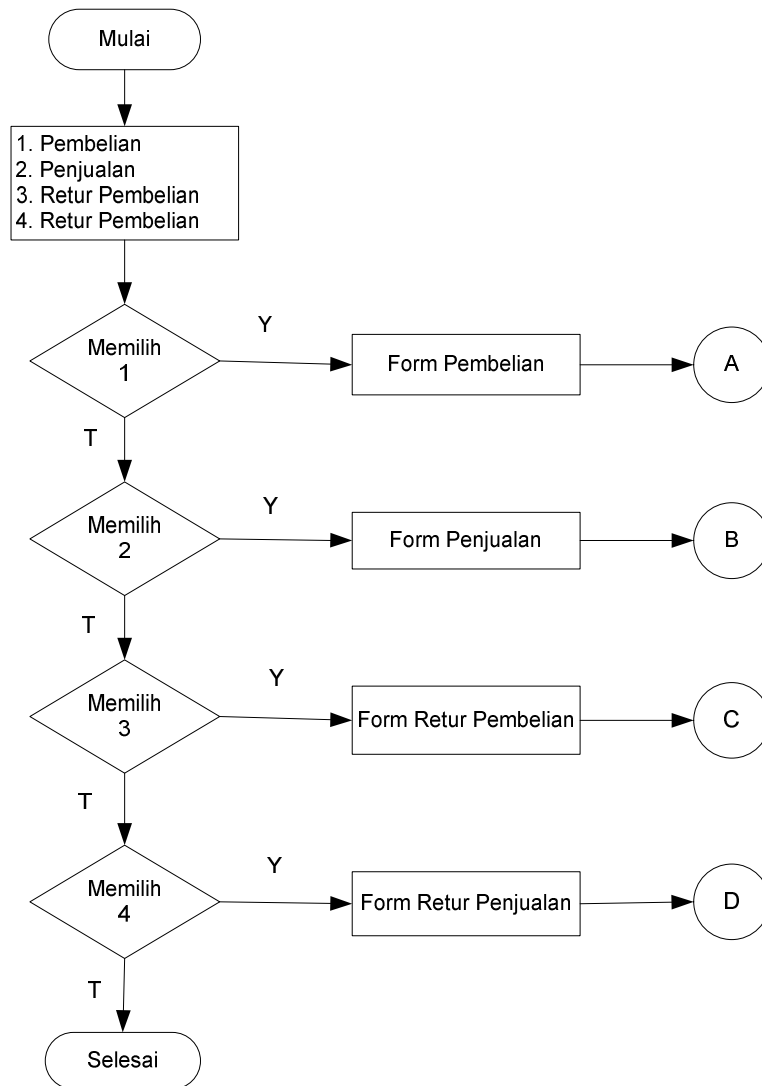 Mulai
1. Pembelian
2. Penjualan
3. Retur Pembelian
4. Retur Pembelian
Memilih
1
Y
Form Pembelian
A
T
Memilih
2
Y
Form Penjualan
B
T
Memilih
3
Y
Form Retur Pembelian
C
T
Memilih
4
Y
Form Retur Penjualan
D
T
Selesai